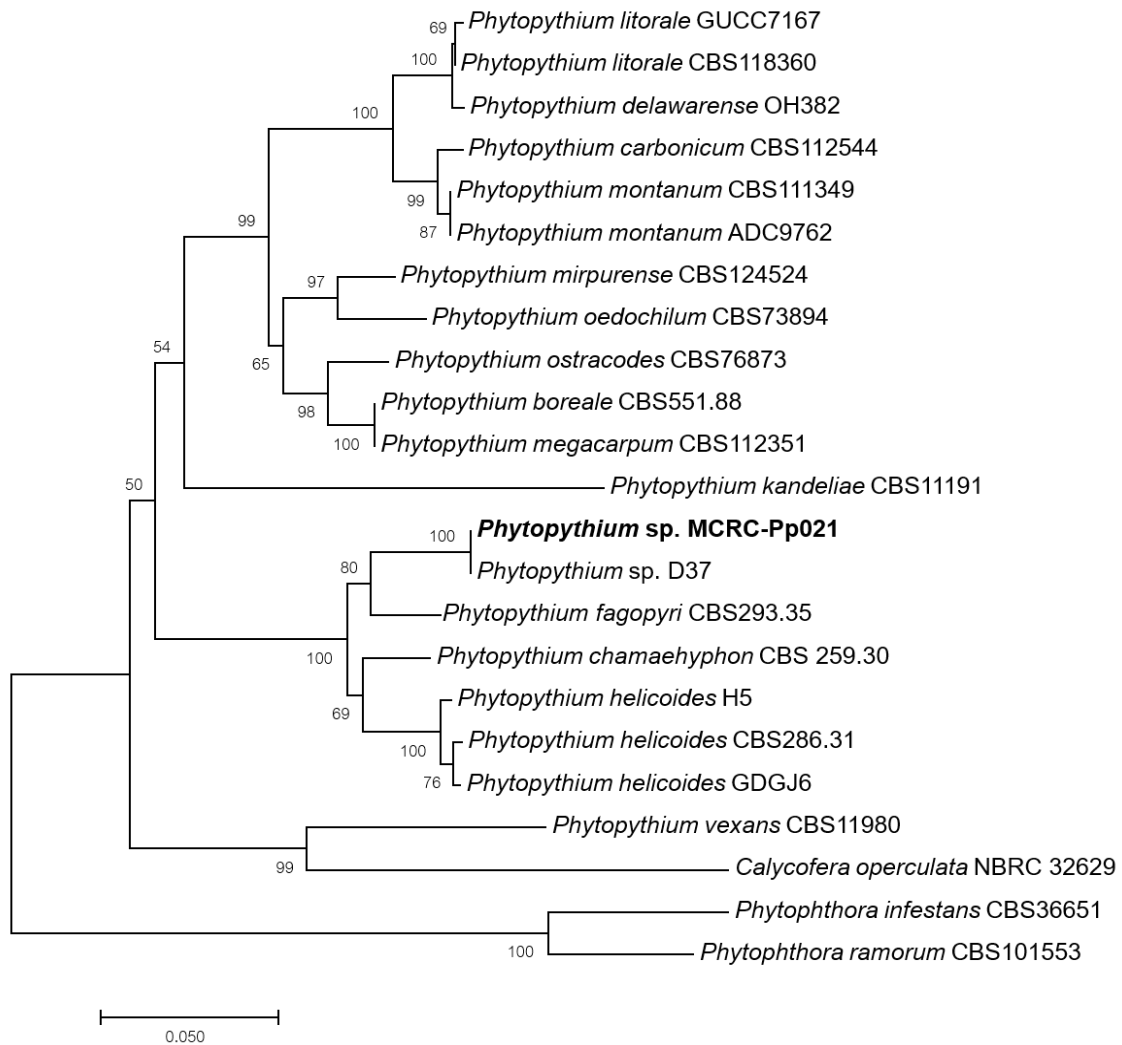 Phytopythium litorale GUCC7167
69
Phytopythium litorale CBS118360
100
Phytopythium delawarense OH382
100
Phytopythium carbonicum CBS112544
Phytopythium montanum CBS111349
99
Phytopythium montanum ADC9762
87
99
Phytopythium mirpurense CBS124524
97
Phytopythium oedochilum CBS73894
54
Phytopythium ostracodes CBS76873
65
Phytopythium boreale CBS551.88
98
Phytopythium megacarpum CBS112351
100
50
Phytopythium kandeliae CBS11191
Phytopythium sp. MCRC-Pp021
100
Phytopythium sp. D37
80
Phytopythium fagopyri CBS293.35
100
Phytopythium chamaehyphon CBS 259.30
Phytopythium helicoides H5
69
Phytopythium helicoides CBS286.31
100
Phytopythium helicoides GDGJ6
76
Phytopythium vexans CBS11980
99
Calycofera operculata NBRC 32629
Phytophthora infestans CBS36651
100
Phytophthora ramorum CBS101553
0.050